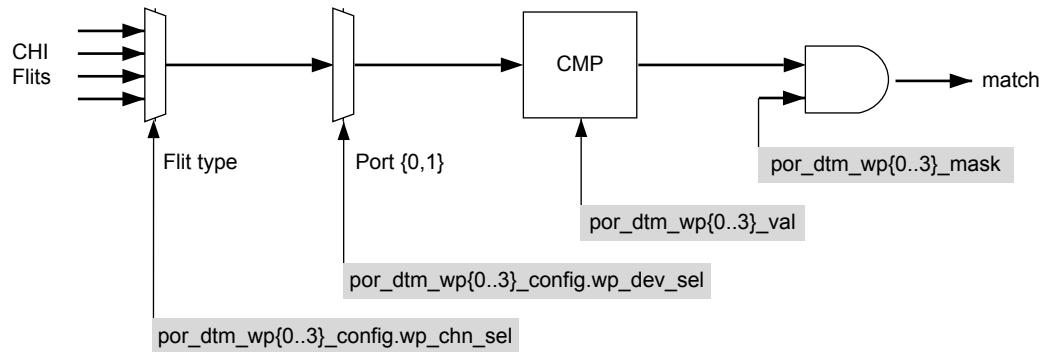 CHI
Flits
CMP
match
Flit type
Port {0,1}
por_dtm_wp{0..3}_mask
por_dtm_wp{0..3}_val
por_dtm_wp{0..3}_config.wp_dev_sel
por_dtm_wp{0..3}_config.wp_chn_sel